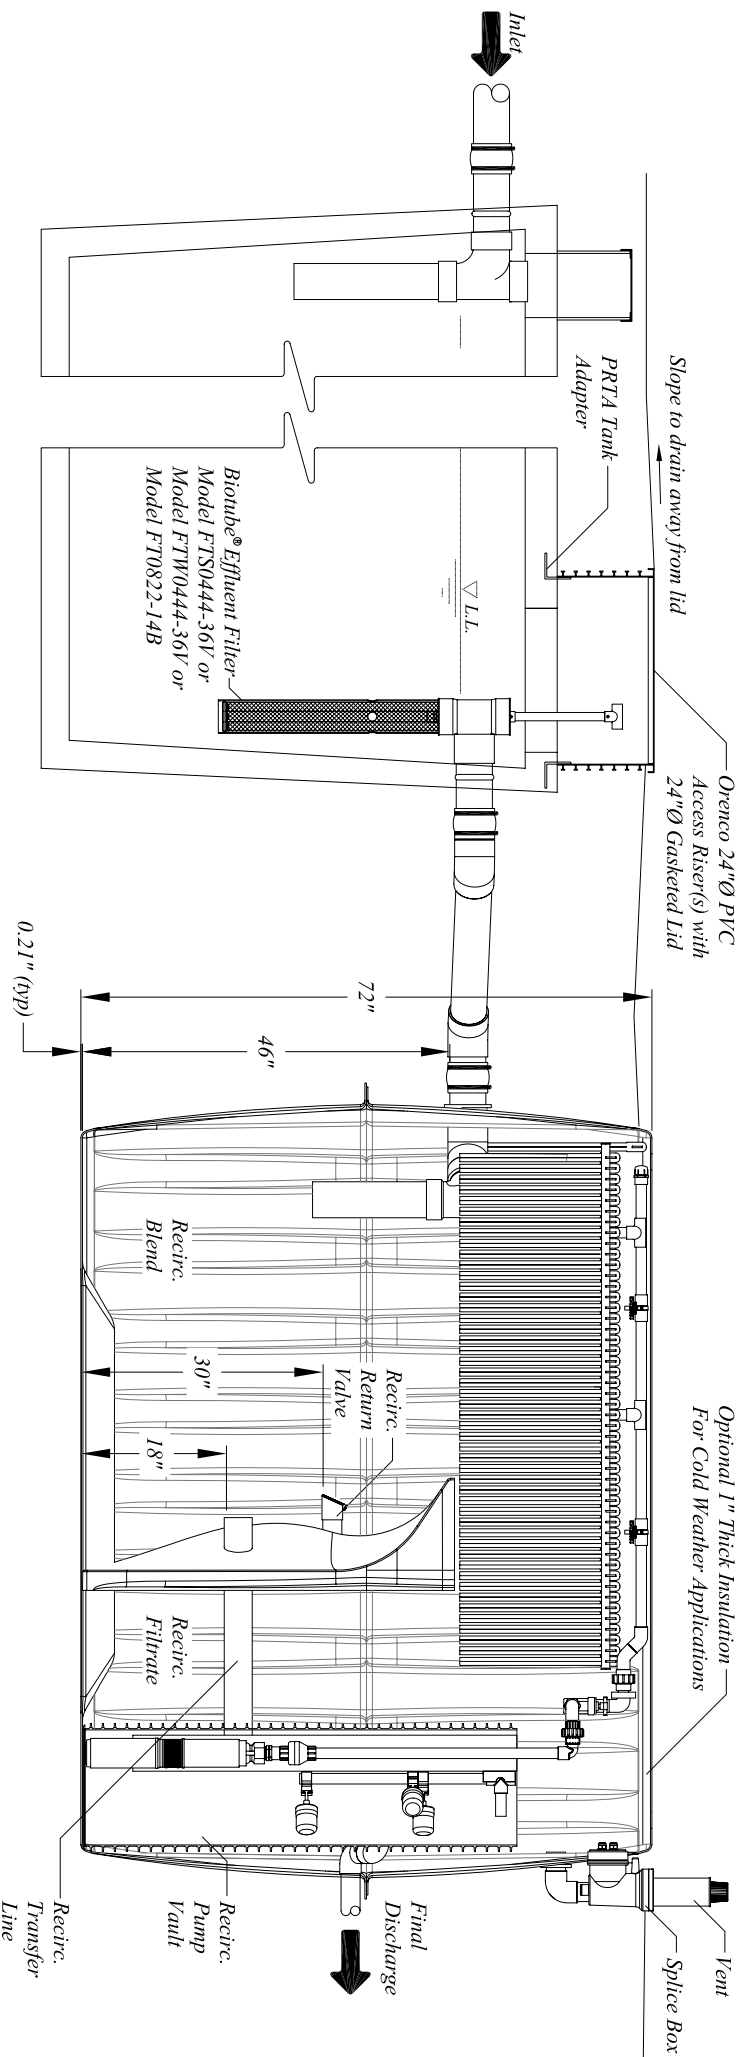 Inlet
Slope to drain away from lid
PRTA Tank
Adapter
Biotube® Effluent Filter
Model FTS0444-36V or
Model FTW0444-36V or
Model FT0822-14B
L.L.
Orenco 24"Ø PVC
Access Riser(s) with
24"Ø Gasketed Lid
72"
46"
0.21" (typ)
Optional 1" Thick Insulation
For Cold Weather Applications
Recirc.
Blend
30"
18"
Recirc.
Return
Valve
Recirc.
Filtrate
Vent
Splice Box
Final
Discharge
Recirc.
Pump
Vault
Recirc.
Transfer
Line